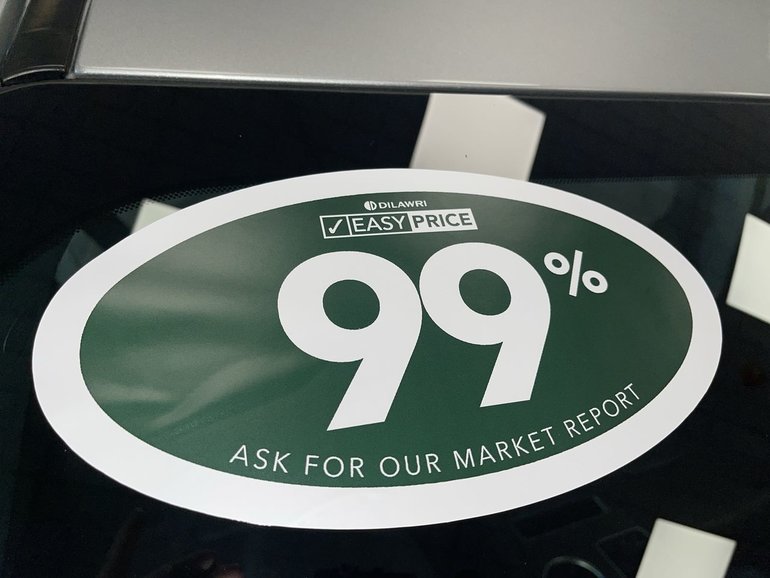 DILAWRI
✓ EASY PRICE
99%
ASK FOR OUR MARKET REPORT